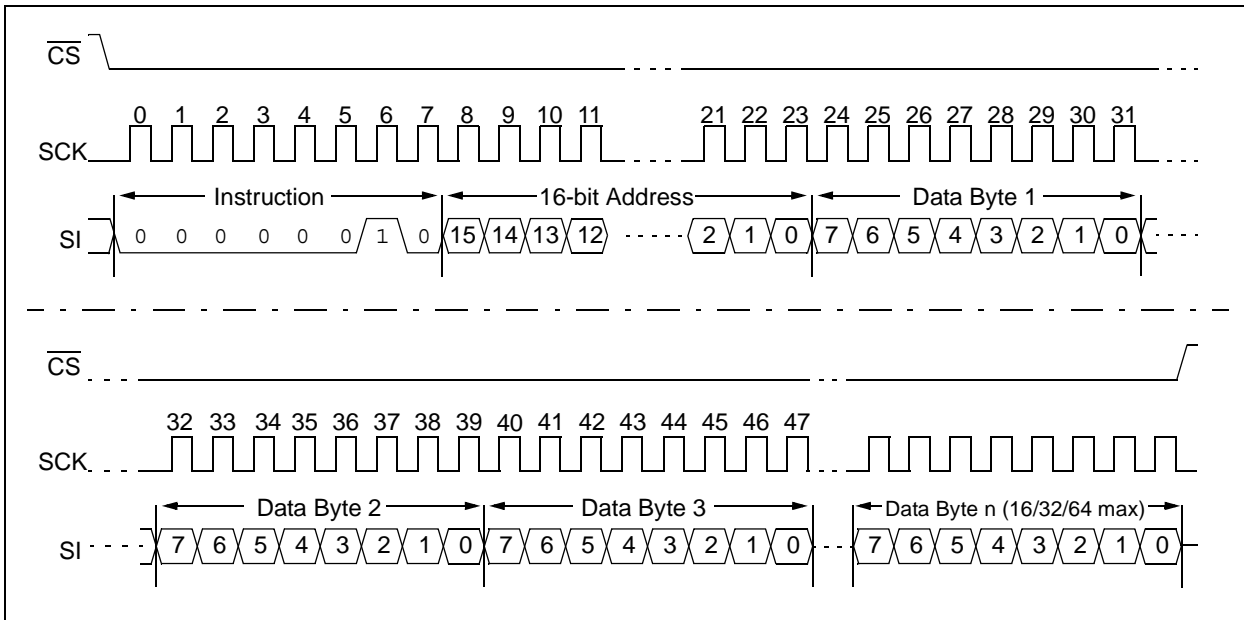 CS
0 1 2 3 4 5 6 7 8 9 10 11 21 22 23 24 25 26 27 28 29 30 31
SCK
Instruction 16-bit Address Data Byte 1
SI 0 0 0 0 0 0 1 0 15 14 13 12 2 1 0 7 6 5 4 3 2 1 0
CS
32 33 34 35 36 37 38 39 40 41 42 43 44 45 46 47
SCK
Data Byte 2 Data Byte 3 Data Byte n (16/32/64 max)
SI 7 6 5 4 3 2 1 0 7 6 5 4 3 2 1 0 7 6 5 4 3 2 1 0